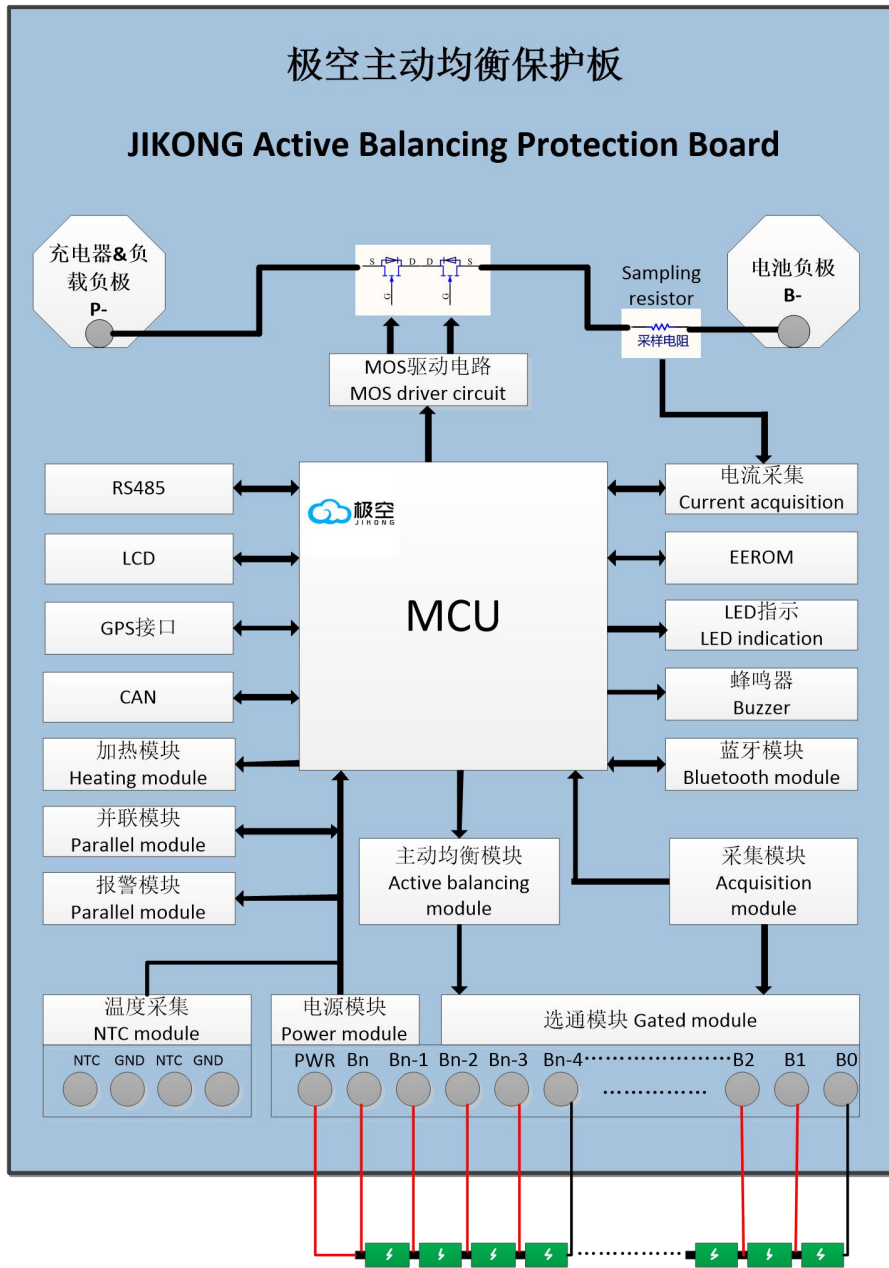 极空主动均衡保护板
JIKONG Active Balancing Protection Board
充电器&负
载负极
P-
S D D S
G G
Sampling
resistor
采样电阻
电池负极
B-
MOS驱动电路
MOS driver circuit
RS485
LCD
GPS接口
CAN
加热模块
Heating module
并联模块
Parallel module
报警模块
Parallel module
极空
JIKONG
MCU
电流采集
Current acquisition
EEROM
LED指示
LED indication
蜂鸣器
Buzzer
蓝牙模块
Bluetooth module
主动均衡模块
Active balancing
module
采集模块
Acquisition
module
温度采集
NTC module
电源模块
Power module
选通模块 Gated module
NTC GND NTC GND
PWR Bn Bn-1 Bn-2 Bn-3 Bn-4 B2 B1 B0